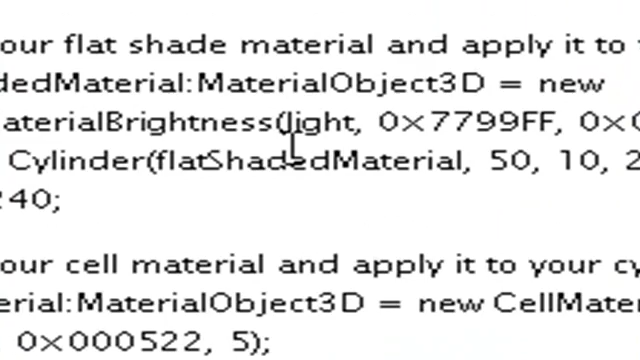 our flat shade material and apply it to
dedMaterial:MaterialObject3D = new
aterialBrightness(light, 0x7799FF, 0x0
Cylinder(flatShadedMaterial, 50, 10, 2
240;
our cell material and apply it to your cy
erial:MaterialObject3D = new CellMater
0x000522, 5);